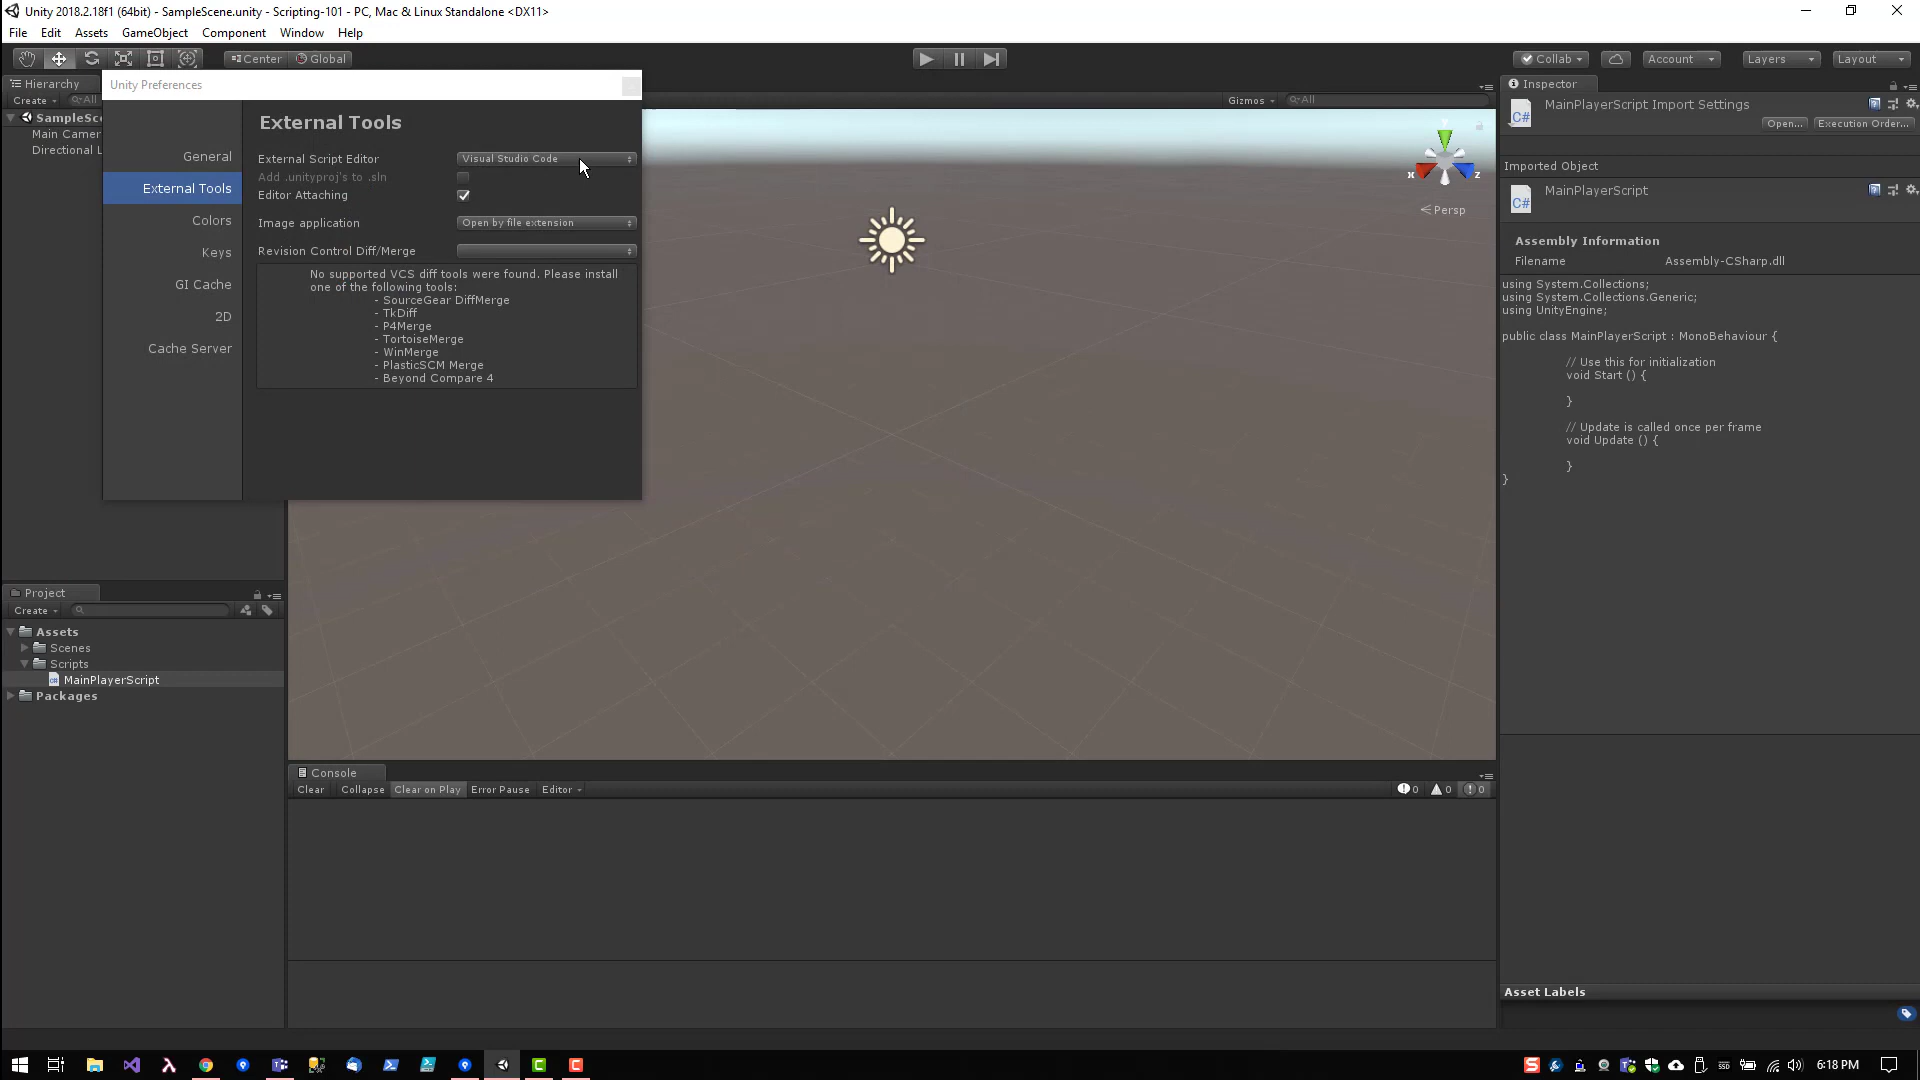 Unity 2018.2.18f1 (64bit) - SampleScene.unity - Scripting-101 - PC, Mac & Linux Standalone <DX11>
File Edit Assets GameObject Component Window Help
Center Global Collab Account Layers Layout
Hierarchy
Create All
SampleSce
Main Camer
Directional L
Unity Preferences
General
External Tools
Colors
Keys
GI Cache
2D
Cache Server
External Tools
External Script Editor Visual Studio Code
Add .unityproj's to .sln
Editor Attaching
Image application Open by file extension
Revision Control Diff/Merge
No supported VCS diff tools were found. Please install
one of the following tools:
- SourceGear DiffMerge
- TkDiff
- P4Merge
- TortoiseMerge
- WinMerge
- PlasticSCM Merge
- Beyond Compare 4
Gizmos All
y
x z
Persp
Inspector
MainPlayerScript Import Settings
Open... Execution Order...
Imported Object
MainPlayerScript
C#
C#
Assembly Information
Filename Assembly-CSharp.dll
using System.Collections;
using System.Collections.Generic;
using UnityEngine;
public class MainPlayerScript : MonoBehaviour {
// Use this for initialization
void Start () {
}
// Update is called once per frame
void Update () {
}
}
Asset Labels
Project
Create
Assets
Scenes
Scripts
MainPlayerScript
Packages
Console
Clear Collapse Clear on Play Error Pause Editor 0 0 0
6:18 PM